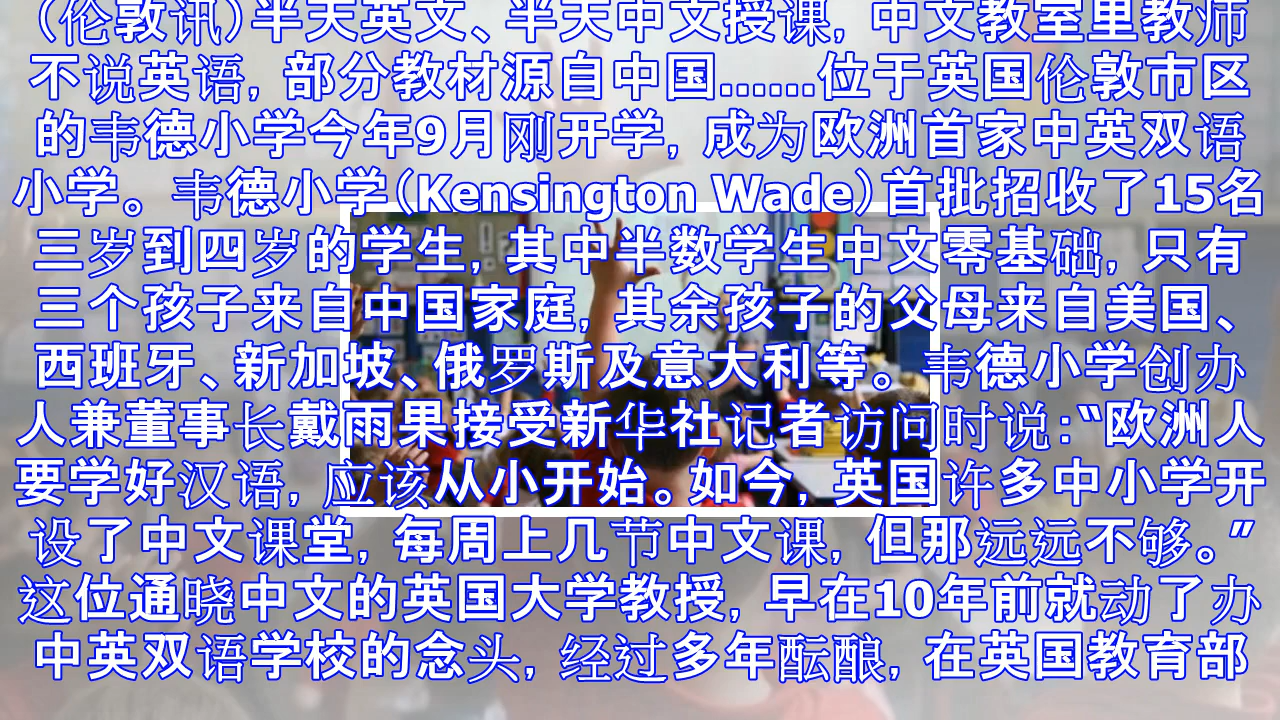 （伦敦讯）半天英文、半天中文授课，中文教室里教师
不说英语，部分教材源自中国……位于英国伦敦市区
的韦德小学今年9月刚开学，成为欧洲首家中英双语
小学。韦德小学（Kensington Wade）首批招收了15名
三岁到四岁的学生，其中半数学生中文零基础，只有
三个孩子来自中国家庭，其余孩子的父母来自美国、
西班牙、新加坡、俄罗斯及意大利等。韦德小学创办
人兼董事长戴雨果接受新华社记者访问时说：“欧洲人
要学好汉语，应该从小开始。如今，英国许多中小学开
设了中文课堂，每周上几节中文课，但那远远不够。”
这位通晓中文的英国大学教授，早在10年前就动了办
中英双语学校的念头，经过多年酝酿，在英国教育部